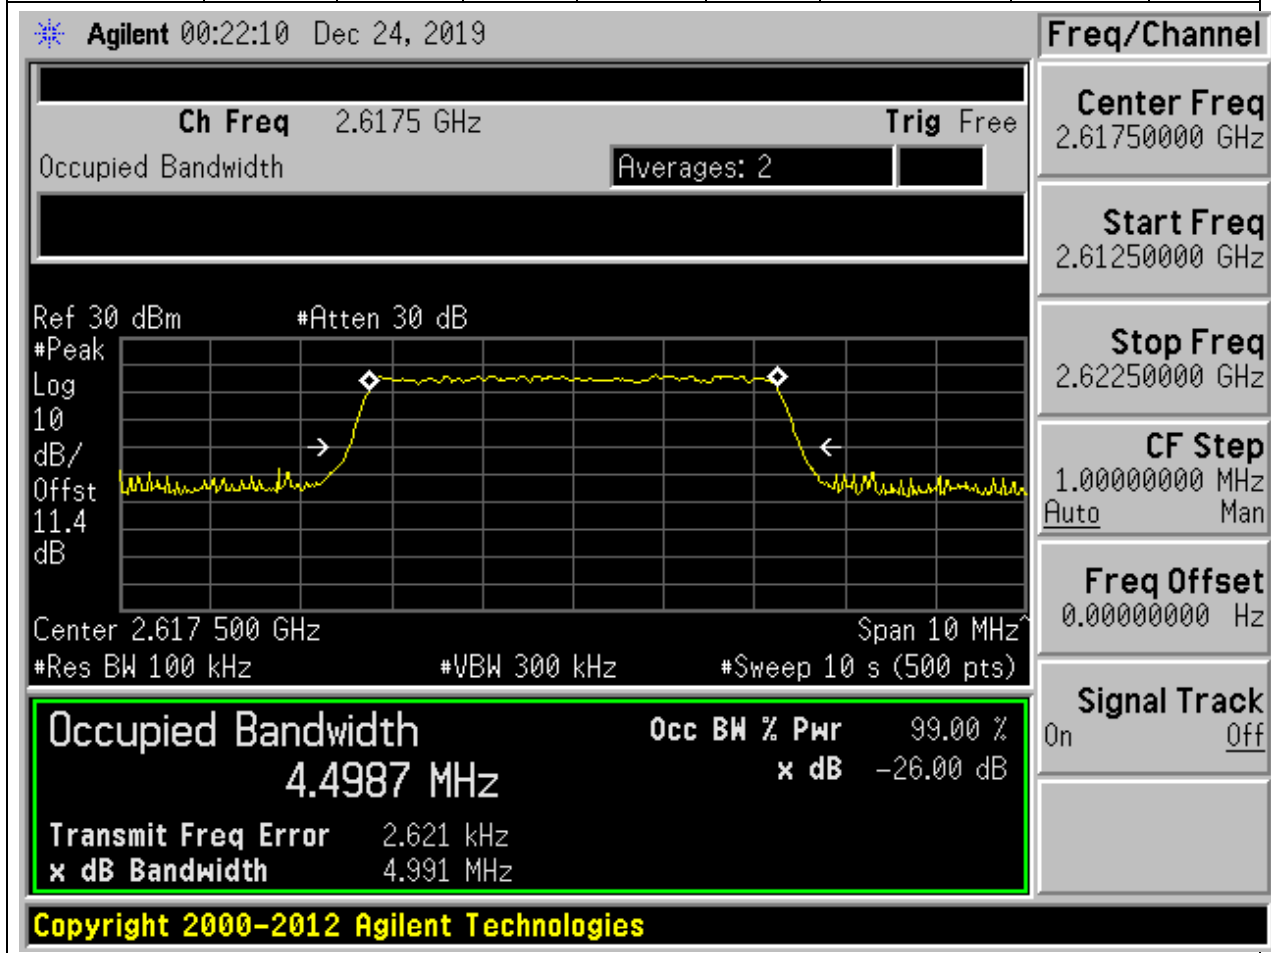 Agilent 00:22:10 Dec 24, 2019
Freq/Channel
Ch Freq 2.6175 GHz Trig Free
Occupied Bandwidth Averages: 2
Center Freq
2.61750000 GHz
Start Freq
2.61250000 GHz
Stop Freq
2.62250000 GHz
CF Step
1.00000000 MHz
Auto Man
Freq Offset
0.00000000 Hz
Signal Track
On Off
Ref 30 dBm #Atten 30 dB
#Peak
Log
10
dB/
Offst
11.4
dB
Center 2.617 500 GHz Span 10 MHz^
#Res BW 100 kHz #VBW 300 kHz #Sweep 10 s (500 pts)
Occupied Bandwidth Occ BW % Pwr 99.00 %
4.4987 MHz x dB -26.00 dB
Transmit Freq Error 2.621 kHz
x dB Bandwidth 4.991 MHz
Copyright 2000-2012 Agilent Technologies